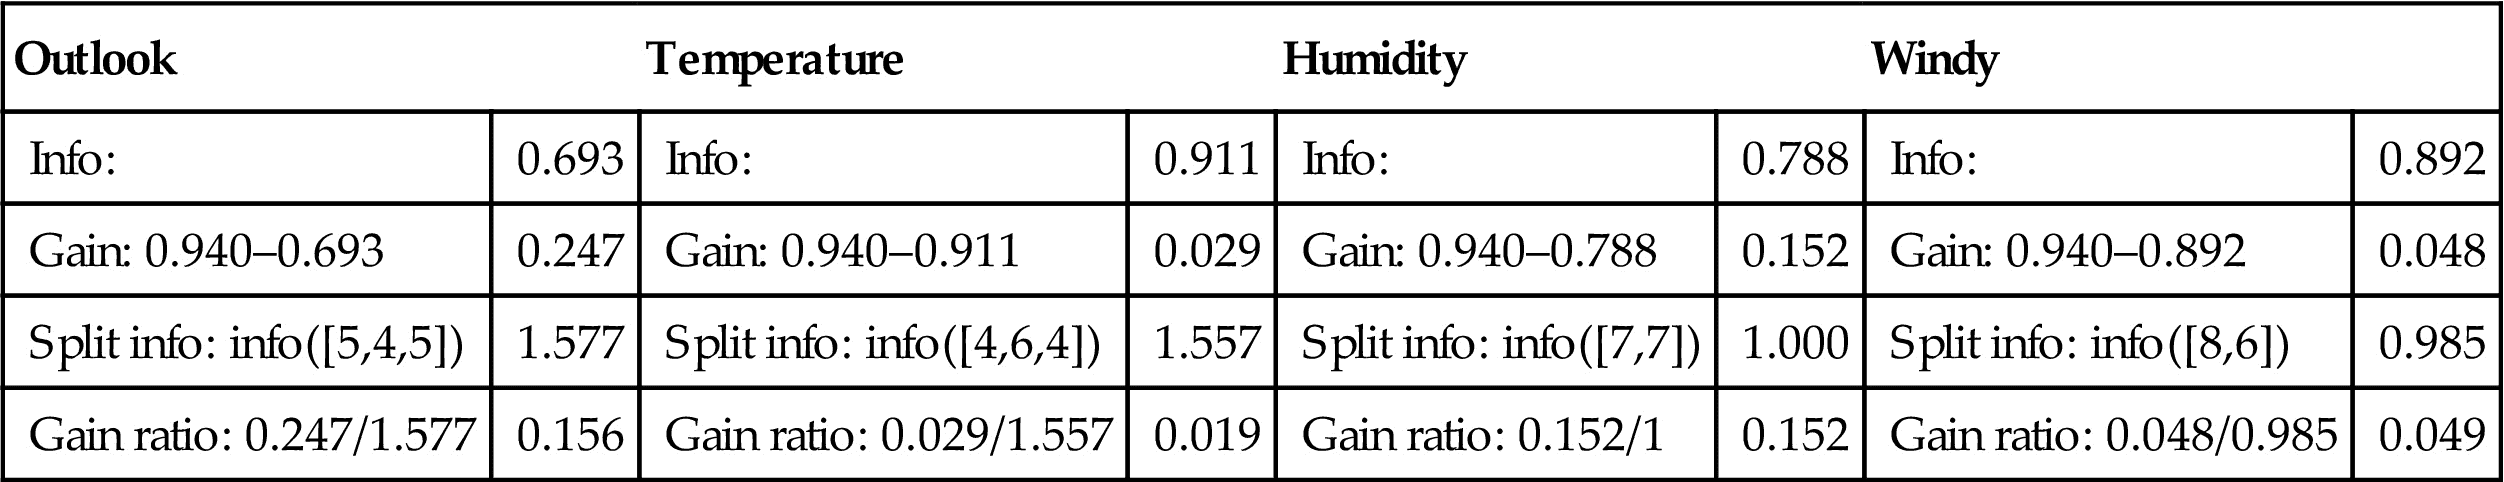 Outlook Temperature Humidity Windy
Info: 0.693 Info: 0.911 Info: 0.788 Info: 0.892
Gain: 0.940–0.693 0.247 Gain: 0.940–0.911 0.029 Gain: 0.940–0.788 0.152 Gain: 0.940–0.892 0.048
Split info: info([5,4,5]) 1.577 Split info: info([4,6,4]) 1.557 Split info: info([7,7]) 1.000 Split info: info([8,6]) 0.985
Gain ratio: 0.247/1.577 0.156 Gain ratio: 0.029/1.557 0.019 Gain ratio: 0.152/1 0.152 Gain ratio: 0.048/0.985 0.049